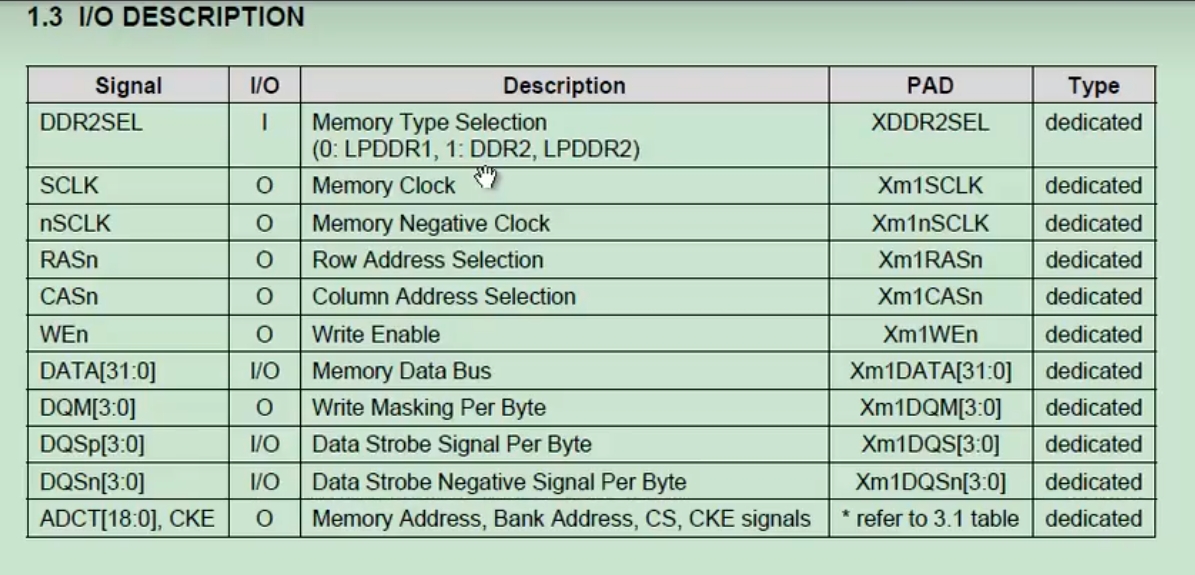 1.3 I/O DESCRIPTION
Signal I/O Description PAD Type
DDR2SEL I Memory Type Selection XDDR2SEL dedicated
(0: LPDDR1, 1: DDR2, LPDDR2)
SCLK O Memory Clock Xm1SCLK dedicated
nSCLK O Memory Negative Clock Xm1nSCLK dedicated
RASn O Row Address Selection Xm1RASn dedicated
CASn O Column Address Selection Xm1CASn dedicated
WEn O Write Enable Xm1WEn dedicated
DATA[31:0] I/O Memory Data Bus Xm1DATA[31:0] dedicated
DQM[3:0] O Write Masking Per Byte Xm1DQM[3:0] dedicated
DQSp[3:0] I/O Data Strobe Signal Per Byte Xm1DQS[3:0] dedicated
DQSn[3:0] I/O Data Strobe Negative Signal Per Byte Xm1DQSn[3:0] dedicated
ADCT[18:0], CKE O Memory Address, Bank Address, CS, CKE signals * refer to 3.1 table dedicated